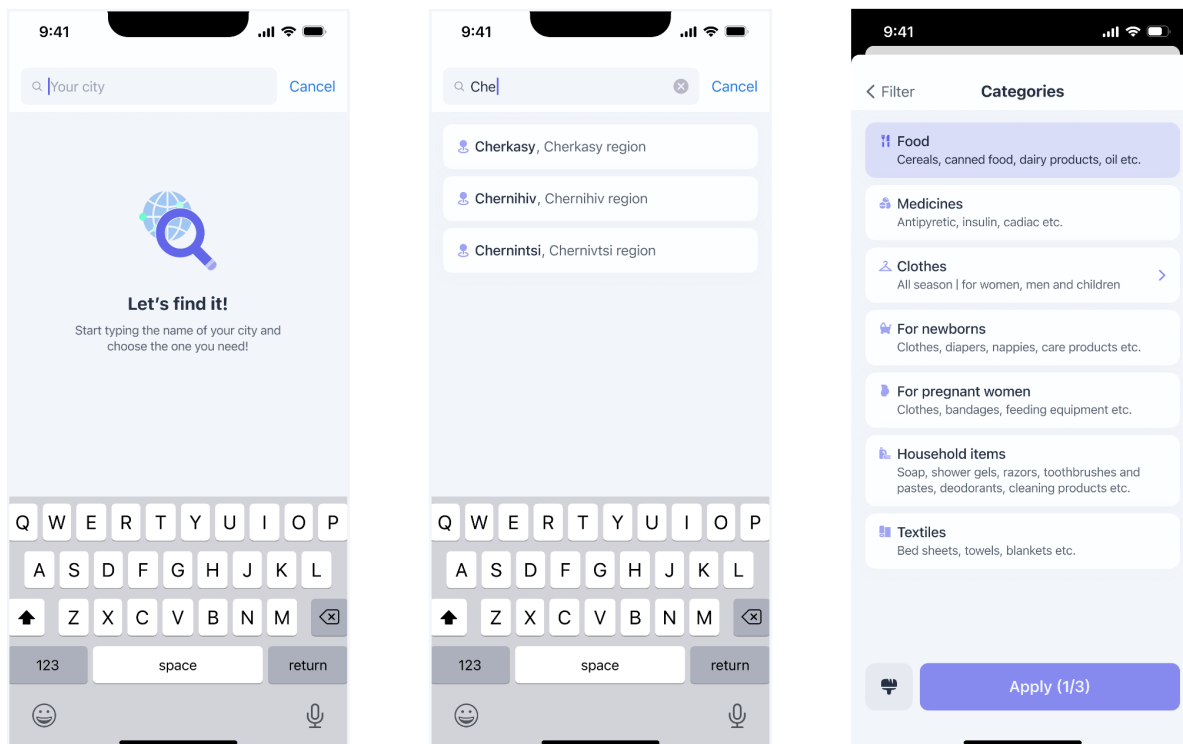 9:41
Your city
Cancel
Let's find it!
Start typing the name of your city and
choose the one you need!
Q W E R T Y U I O P
A S D F G H J K L
Z X C V B N M
123 space return
9:41
Che
Cancel
Cherkasy, Cherkasy region
Chernihiv, Chernihiv region
Chernintsi, Chernivtsi region
Q W E R T Y U I O P
A S D F G H J K L
Z X C V B N M
123 space return
9:41
Filter
Categories
Food
Cereals, canned food, dairy products, oil etc.
Medicines
Antipyretic, insulin, cadiac etc.
Clothes
All season | for women, men and children
For newborns
Clothes, diapers, nappies, care products etc.
For pregnant women
Clothes, bandages, feeding equipment etc.
Household items
Soap, shower gels, razors, toothbrushes and
pastes, deodorants, cleaning products etc.
Textiles
Bed sheets, towels, blankets etc.
Apply (1/3)